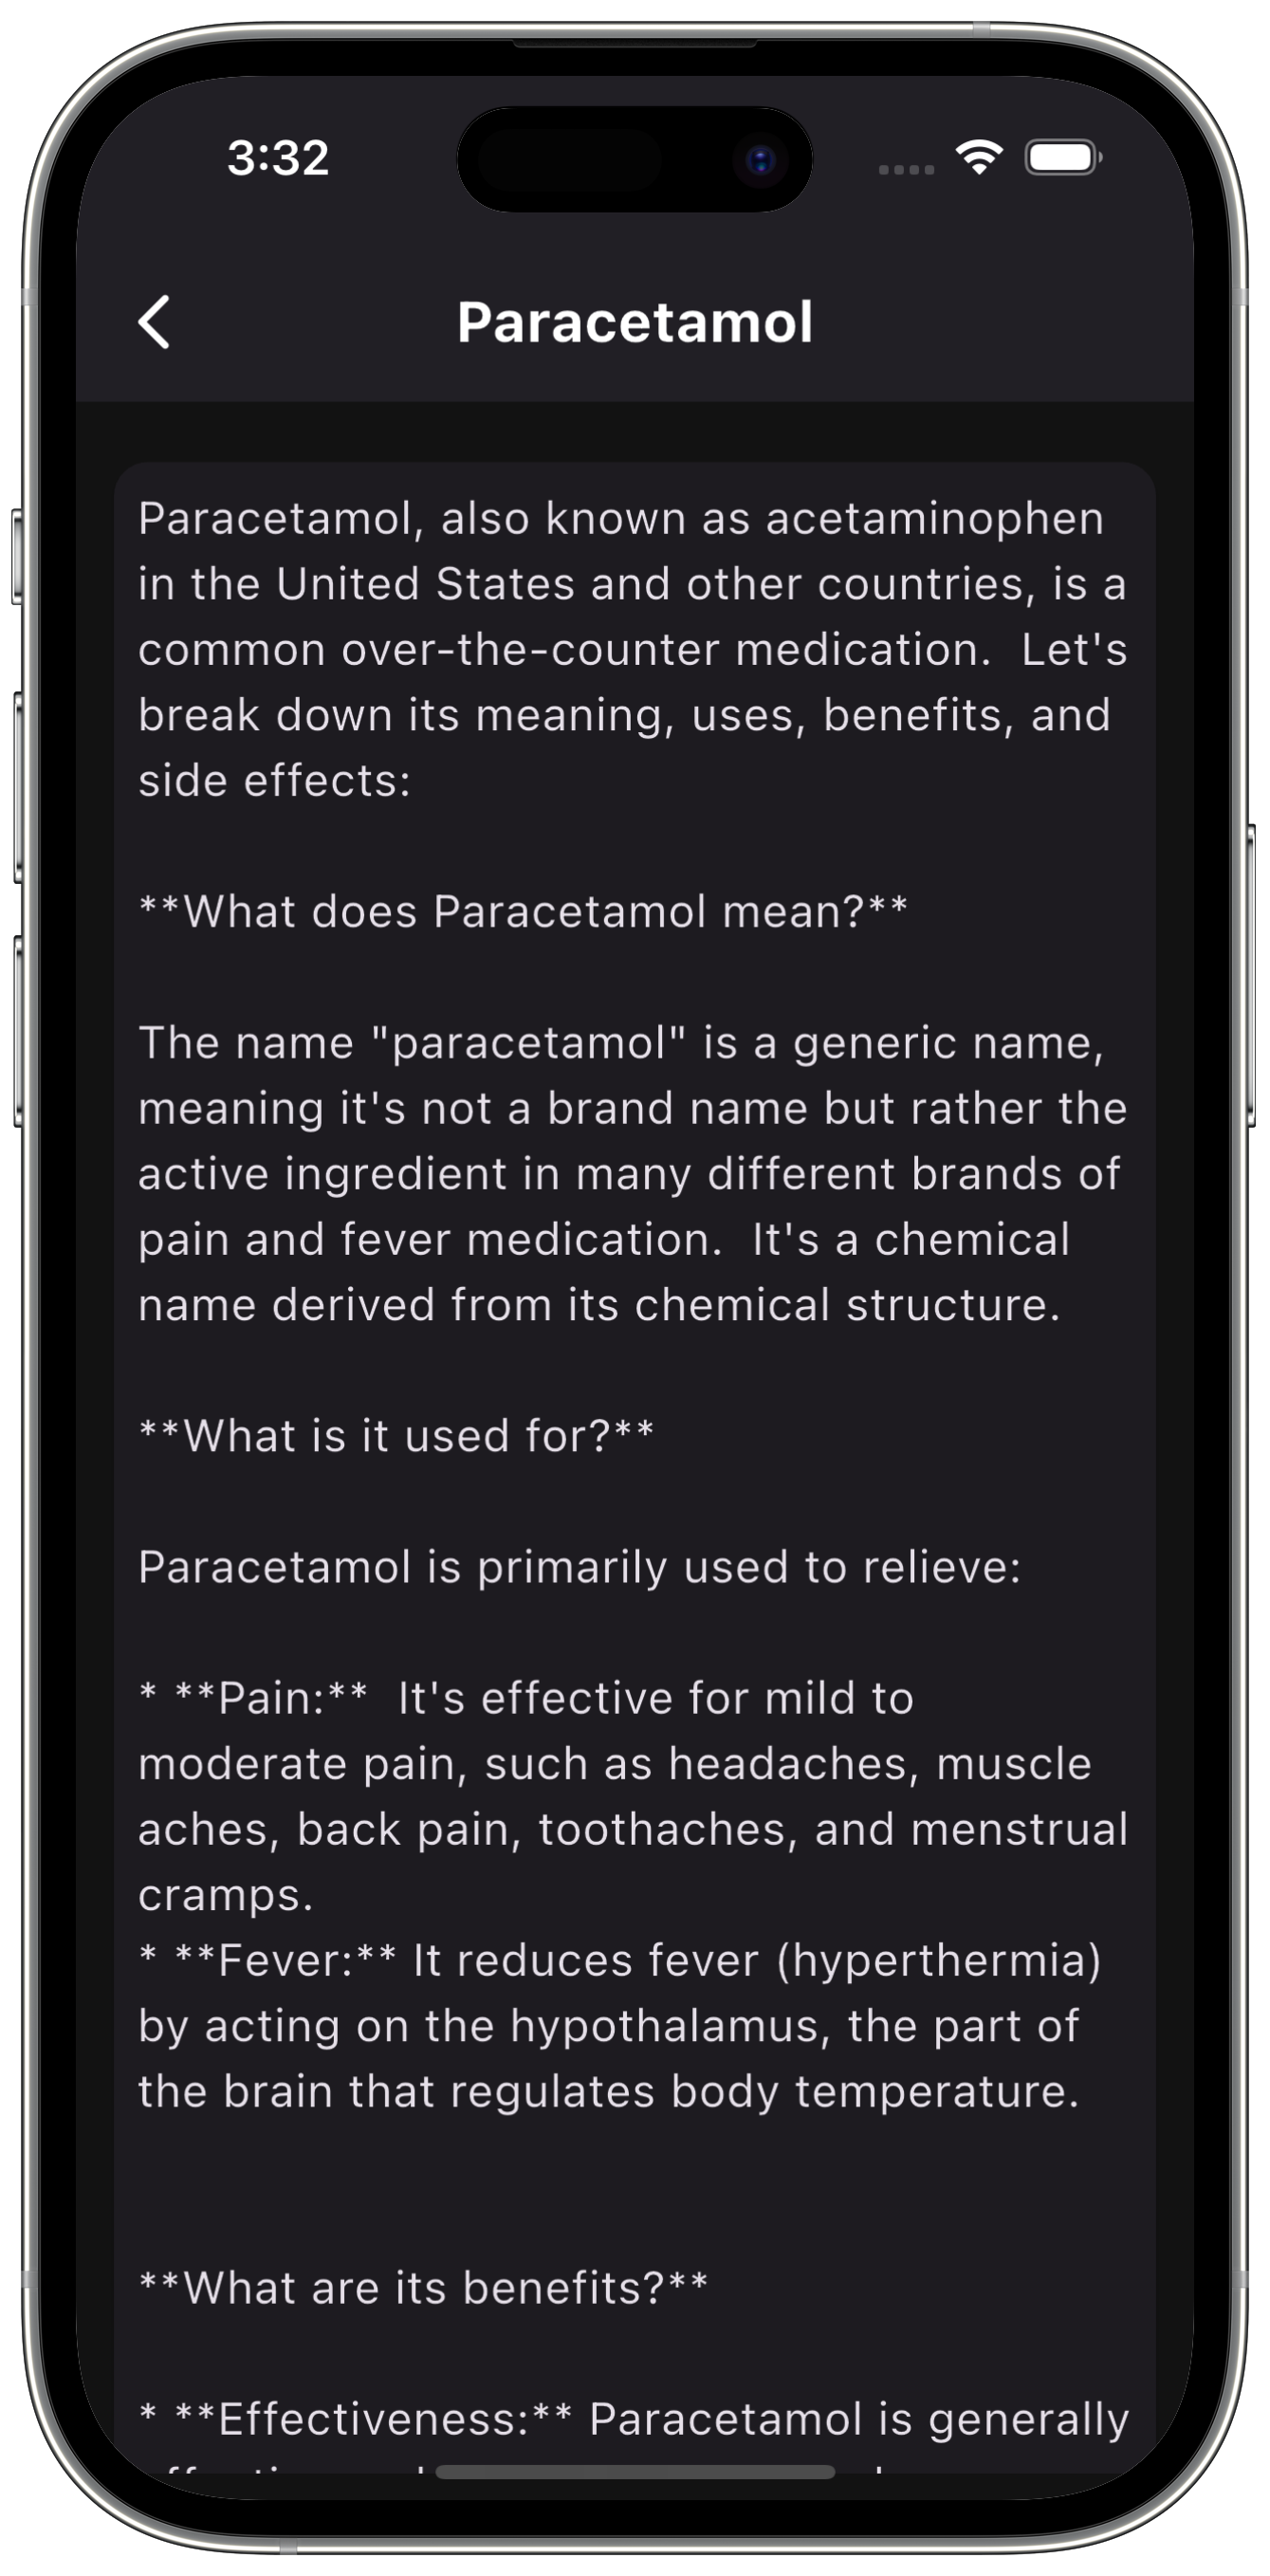 3:32
Paracetamol
Paracetamol, also known as acetaminophen
in the United States and other countries, is a
common over-the-counter medication.  Let's
break down its meaning, uses, benefits, and
side effects:
**What does Paracetamol mean?**
The name "paracetamol" is a generic name,
meaning it's not a brand name but rather the
active ingredient in many different brands of
pain and fever medication.  It's a chemical
name derived from its chemical structure.
**What is it used for?**
Paracetamol is primarily used to relieve:
* **Pain:**  It's effective for mild to
moderate pain, such as headaches, muscle
aches, back pain, toothaches, and menstrual
cramps.
* **Fever:** It reduces fever (hyperthermia)
by acting on the hypothalamus, the part of
the brain that regulates body temperature.
**What are its benefits?**
* **Effectiveness:** Paracetamol is generally